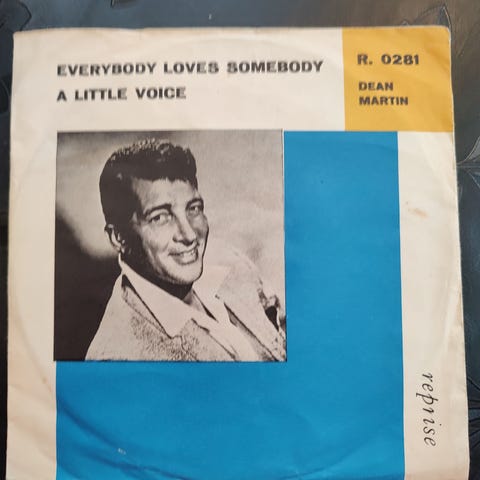 EVERYBODY LOVES SOMEBODY
A LITTLE VOICE
R. 0281
DEAN
MARTIN
reprise